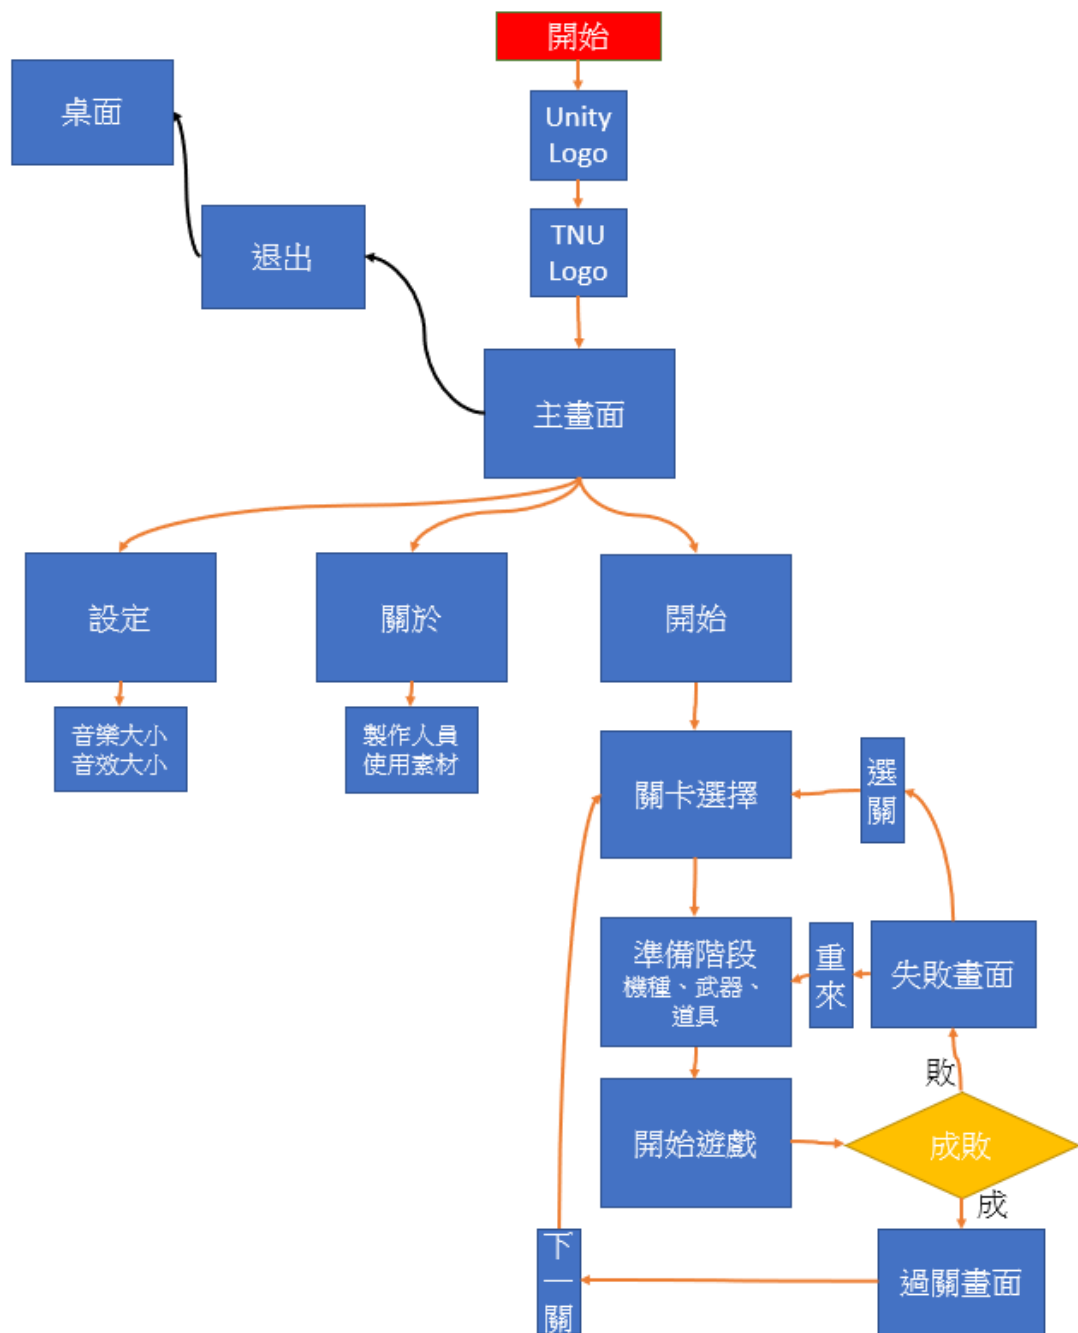 開始
桌面
Unity
Logo
退出
TNU
Logo
主畫面
設定
關於
開始
音樂大小
音效大小
製作人員
使用素材
關卡選擇
選
關
準備階段
機種、武器、
道具
重
來
失敗畫面
敗
開始遊戲
成敗
成
下
一
關
過關畫面